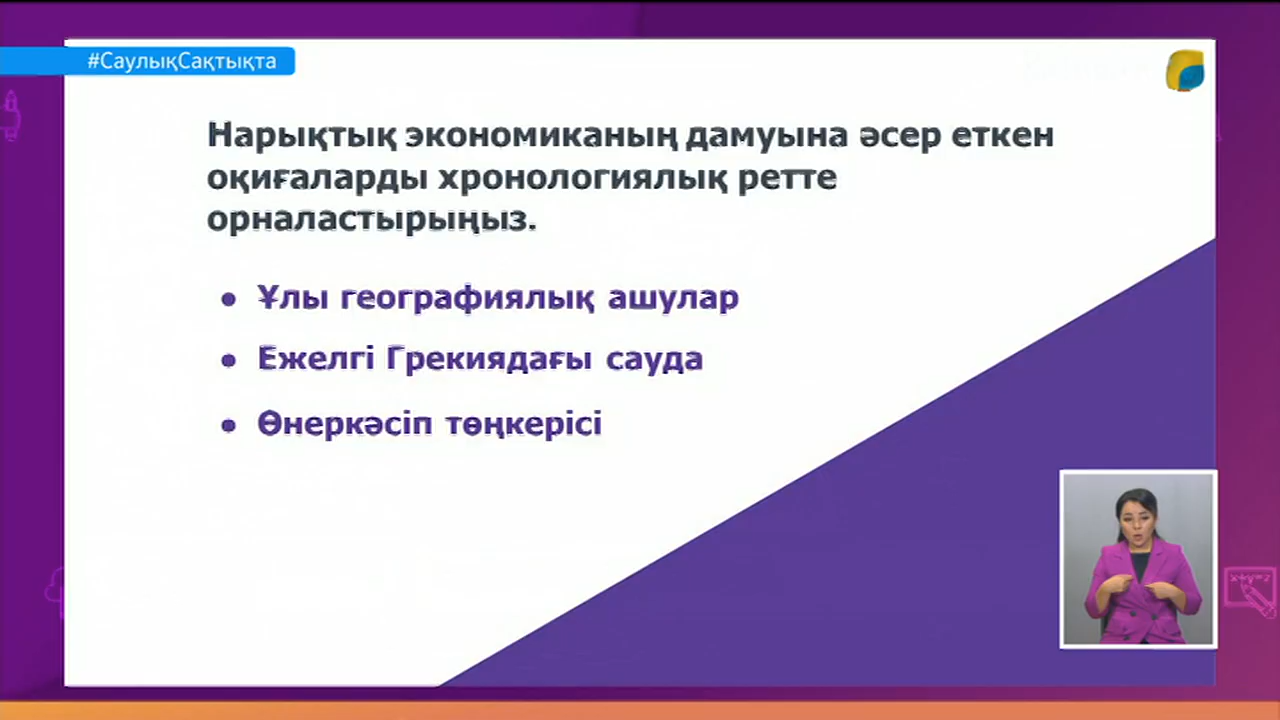 #СаулықСақтықта
Нарықтық экономиканың дамуына әсер еткен
оқиғаларды хронологиялық ретте
орналастырыңыз.
• Ұлы географиялық ашулар
• Ежелгі Грекиядағы сауда
• Өнеркәсіп төңкерісі